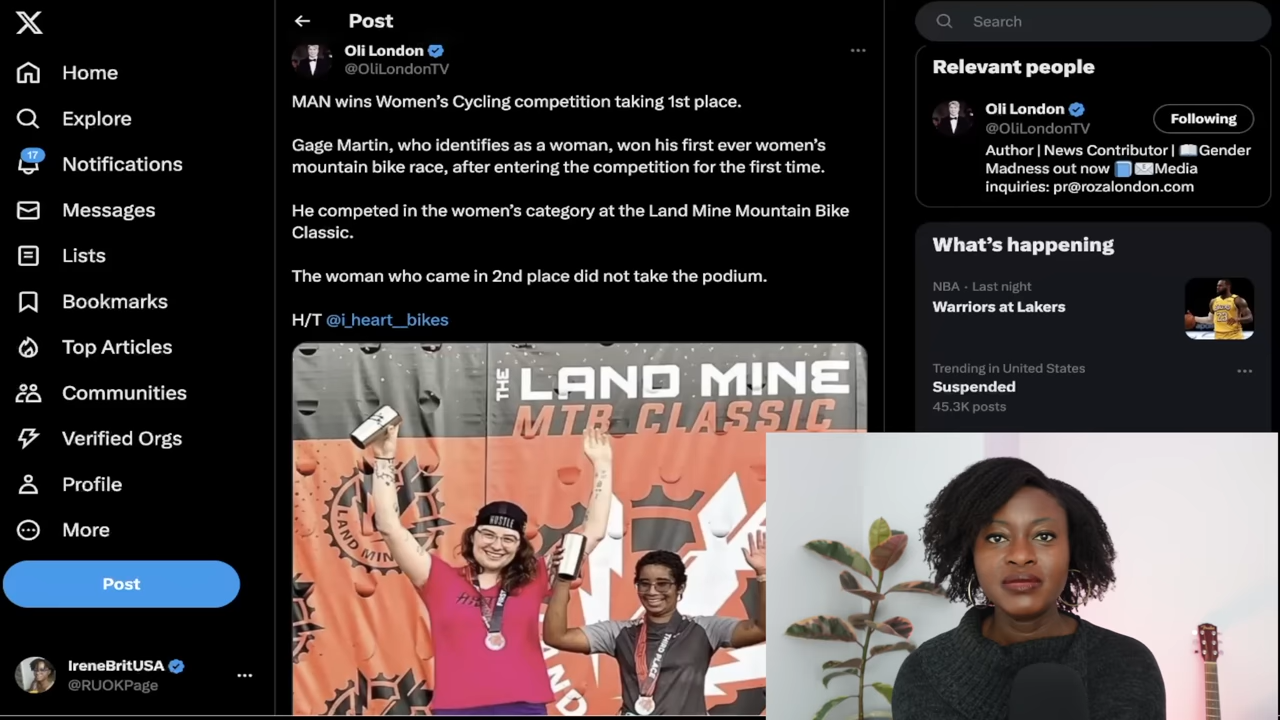 Home
Explore
17
Notifications
Messages
Lists
Bookmarks
Top Articles
Communities
Verified Orgs
Profile
More
Post
IreneBritUSA
@RUOKPage
Post
Oli London
@OliLondonTV
MAN wins Women’s Cycling competition taking 1st place.
Gage Martin, who identifies as a woman, won his first ever women’s
mountain bike race, after entering the competition for the first time.
He competed in the women’s category at the Land Mine Mountain Bike
Classic.
The woman who came in 2nd place did not take the podium.
H/T @i_heart__bikes
THE LAND MINE
MTB CLASSIC
LAND MINE
HUSTLE
THIRD PLACE
Search
Relevant people
Oli London
@OliLondonTV
Following
Author | News Contributor | 📖Gender
Madness out now 📘✉️Media
inquiries: pr@rozalondon.com
What’s happening
NBA · Last night
Warriors at Lakers
23
Trending in United States
Suspended
45.3K posts